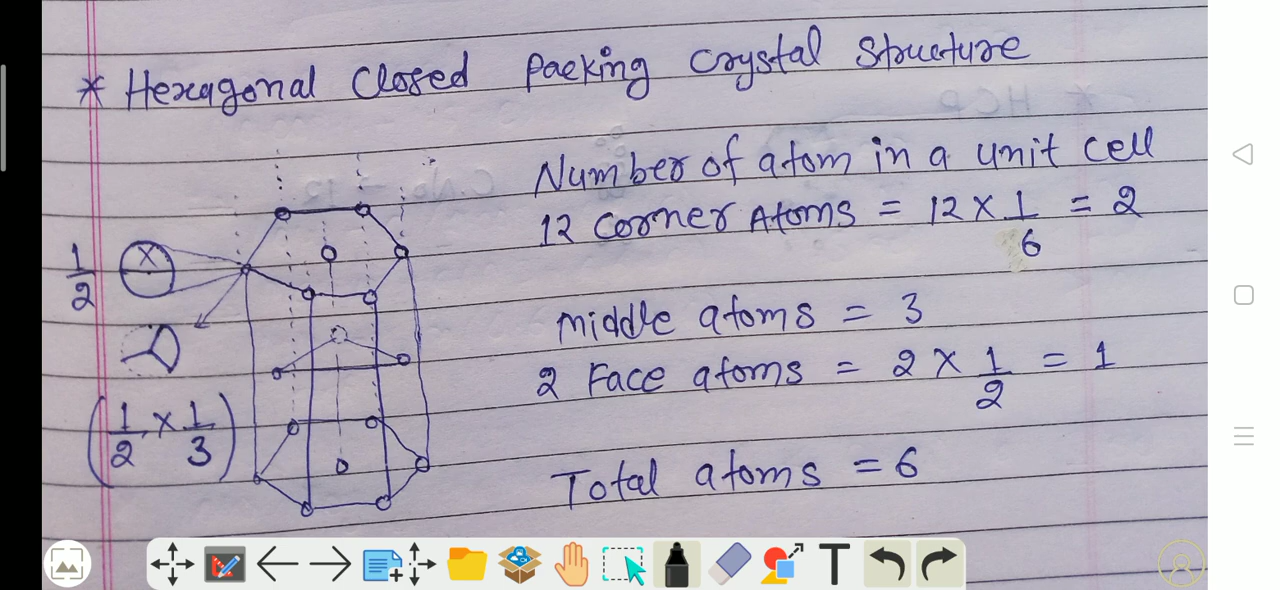 * Hexagonal Closed Packing Crystal Structure
Number of atom in a unit cell
12 Corner Atoms = 12 × 1/6 = 2
1/2
x
Middle atoms = 3
2 Face atoms = 2 × 1/2 = 1
(1/2 × 1/3)
Total atoms = 6
T